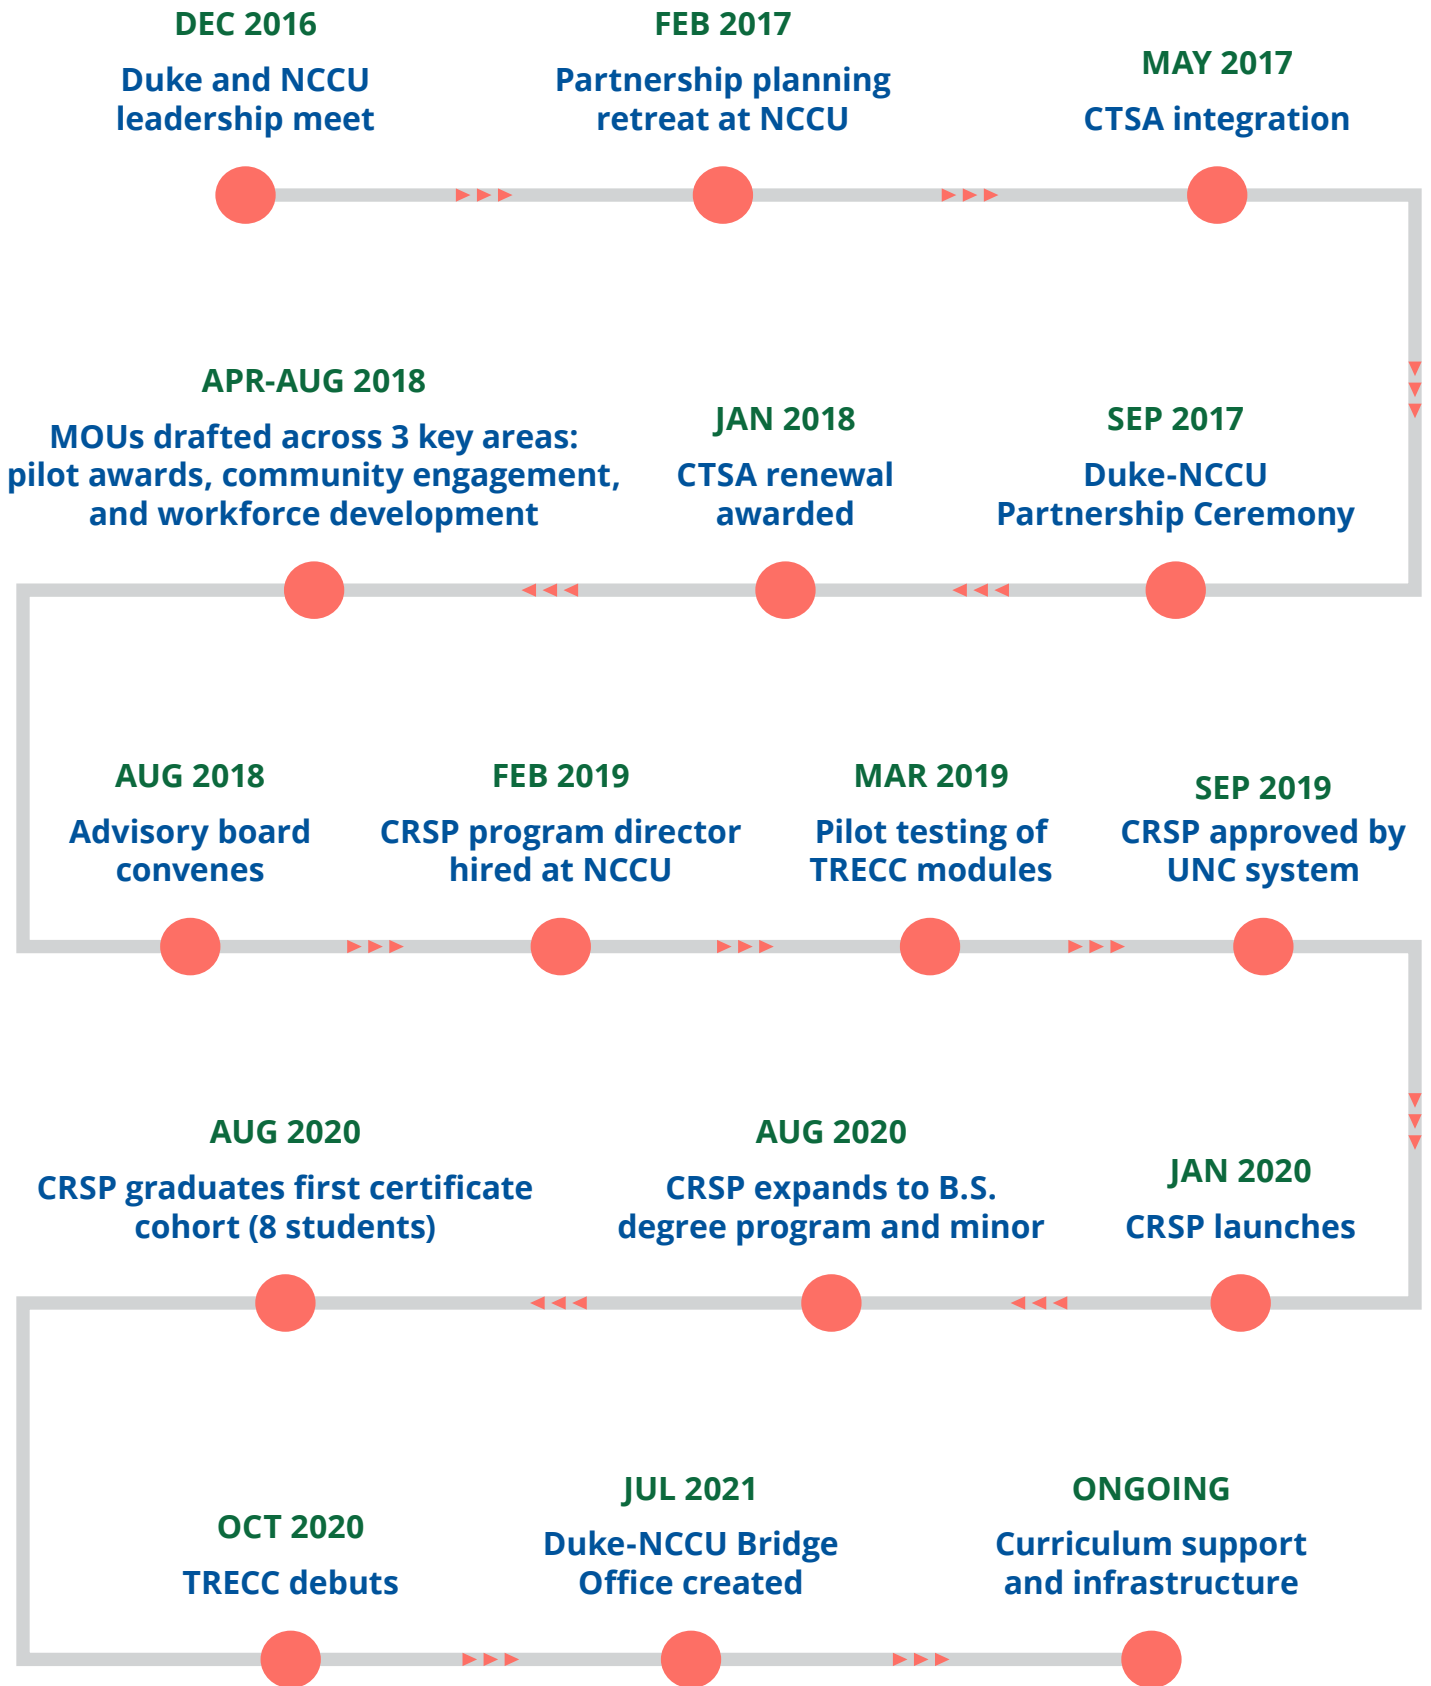 DEC 2016
Duke and NCCU
leadership meet
FEB 2017
Partnership planning
retreat at NCCU
MAY 2017
CTSA integration
SEP 2017
Duke-NCCU
Partnership Ceremony
JAN 2018
CTSA renewal
awarded
APR-AUG 2018
MOUs drafted across 3 key areas:
pilot awards, community engagement,
and workforce development
AUG 2018
Advisory board
convenes
FEB 2019
CRSP program director
hired at NCCU
MAR 2019
Pilot testing of
TRECC modules
SEP 2019
CRSP approved by
UNC system
JAN 2020
CRSP launches
AUG 2020
CRSP expands to B.S.
degree program and minor
AUG 2020
CRSP graduates first certificate
cohort (8 students)
OCT 2020
TRECC debuts
JUL 2021
Duke-NCCU Bridge
Office created
ONGOING
Curriculum support
and infrastructure